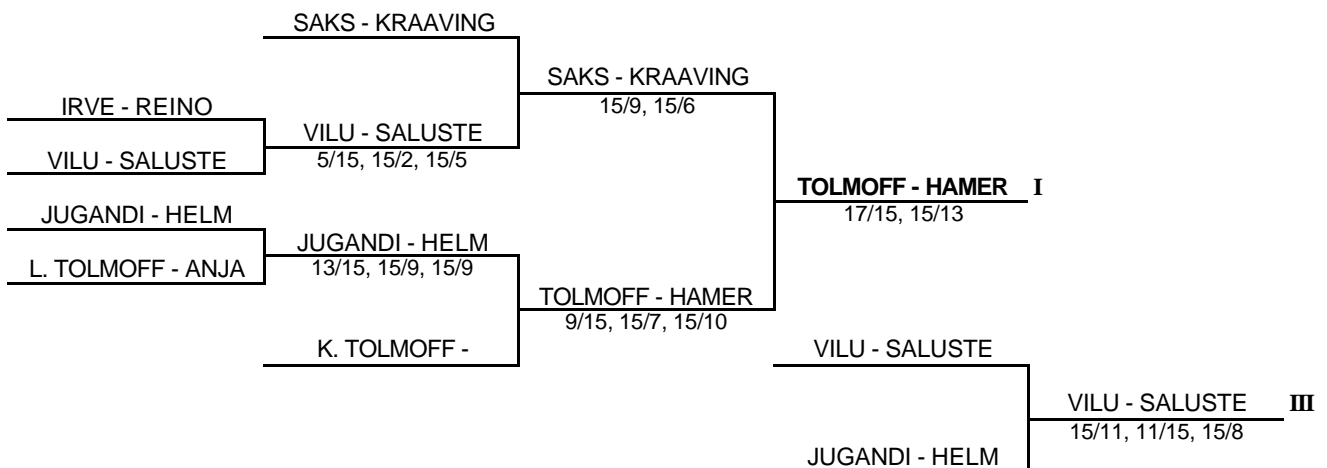 SAKS - KRAAVING
SAKS - KRAAVING
15/9, 15/6
IRVE - REINO
VILU - SALUSTE
5/15, 15/2, 15/5
VILU - SALUSTE
TOLMOFF - HAMER I
17/15, 15/13
JUGANDI - HELM
JUGANDI - HELM
13/15, 15/9, 15/9
L. TOLMOFF - ANJA
TOLMOFF - HAMER
9/15, 15/7, 15/10
K. TOLMOFF -
VILU - SALUSTE
VILU - SALUSTE III
15/11, 11/15, 15/8
JUGANDI - HELM